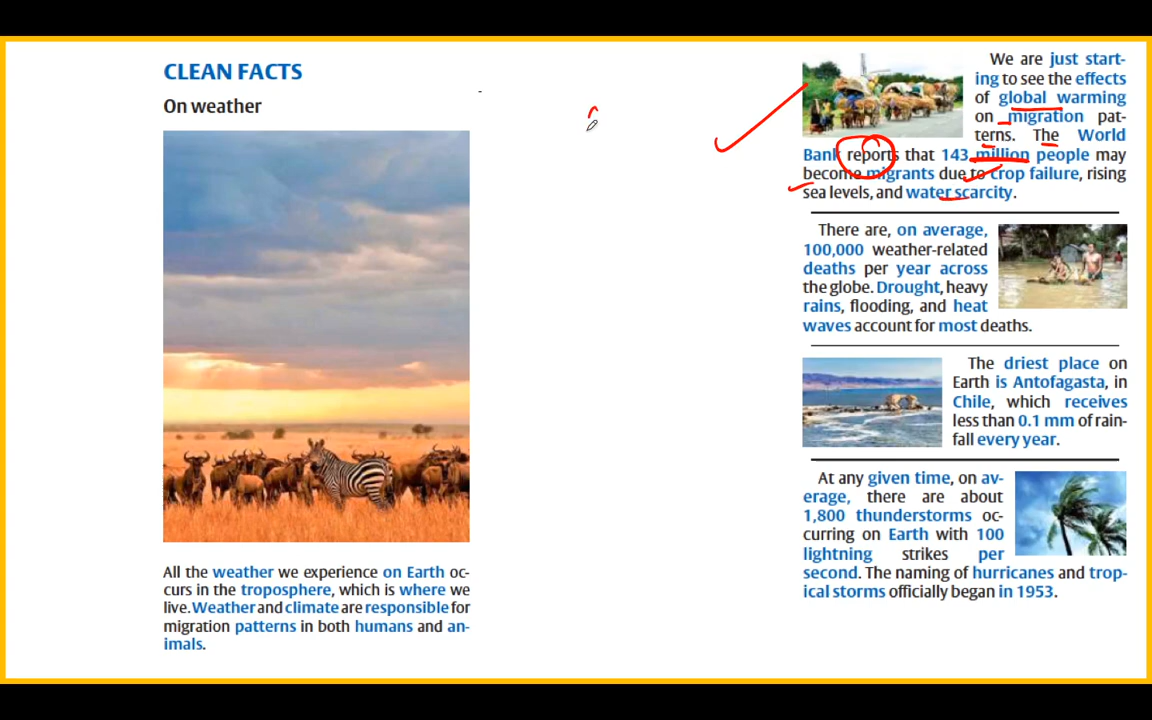 CLEAN FACTS
On weather
All the weather we experience on Earth oc-
curs in the troposphere, which is where we
live. Weather and climate are responsible for
migration patterns in both humans and an-
imals.
We are just start-
ing to see the effects
of global warming
on migration pat-
terns. The World
Bank reports that 143 million people may
become migrants due to crop failure, rising
sea levels, and water scarcity.
There are, on average,
100,000 weather-related
deaths per year across
the globe. Drought, heavy
rains, flooding, and heat
waves account for most deaths.
The driest place on
Earth is Antofagasta, in
Chile, which receives
less than 0.1 mm of rain-
fall every year.
At any given time, on av-
erage, there are about
1,800 thunderstorms oc-
curring on Earth with 100
lightning strikes per
second. The naming of hurricanes and trop-
ical storms officially began in 1953.